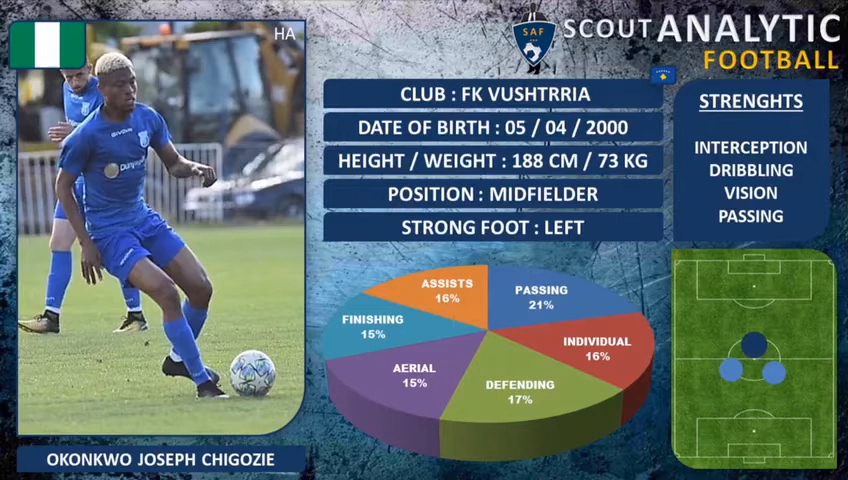 HA
SAF
SCOUT ANALYTIC
FOOTBALL
CLUB : FK VUSHTRRIA
DATE OF BIRTH : 05 / 04 / 2000
HEIGHT / WEIGHT : 188 CM / 73 KG
POSITION : MIDFIELDER
STRONG FOOT : LEFT
STRENGHTS
INTERCEPTION
DRIBBLING
VISION
PASSING
ASSISTS
16%
PASSING
21%
INDIVIDUAL
16%
DEFENDING
17%
AERIAL
15%
FINISHING
15%
GIVOVA
OKONKWO JOSEPH CHIGOZIE